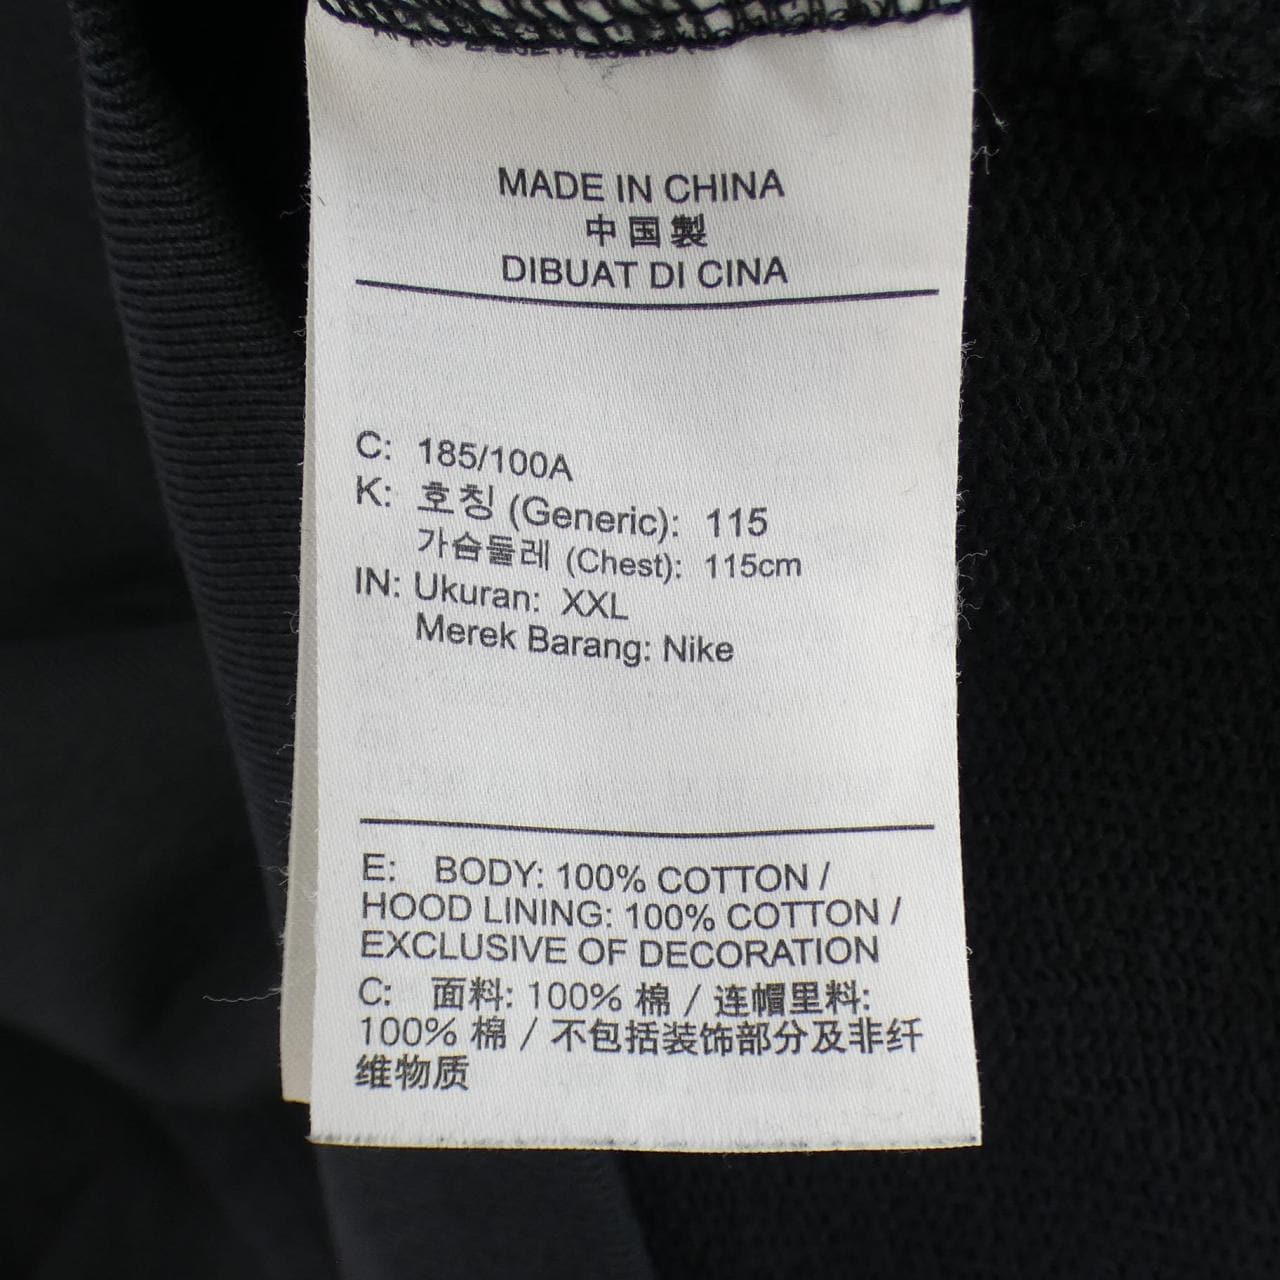 MADE IN CHINA
中国製
DIBUAT DI CINA
C: 185/100A
K: 호칭 (Generic): 115
가슴둘레 (Chest): 115cm
IN: Ukuran: XXL
Merek Barang: Nike
E: BODY: 100% COTTON /
HOOD LINING: 100% COTTON /
EXCLUSIVE OF DECORATION
C: 面料: 100% 棉 / 连帽里料:
100% 棉 / 不包括装饰部分及非纤
维物质